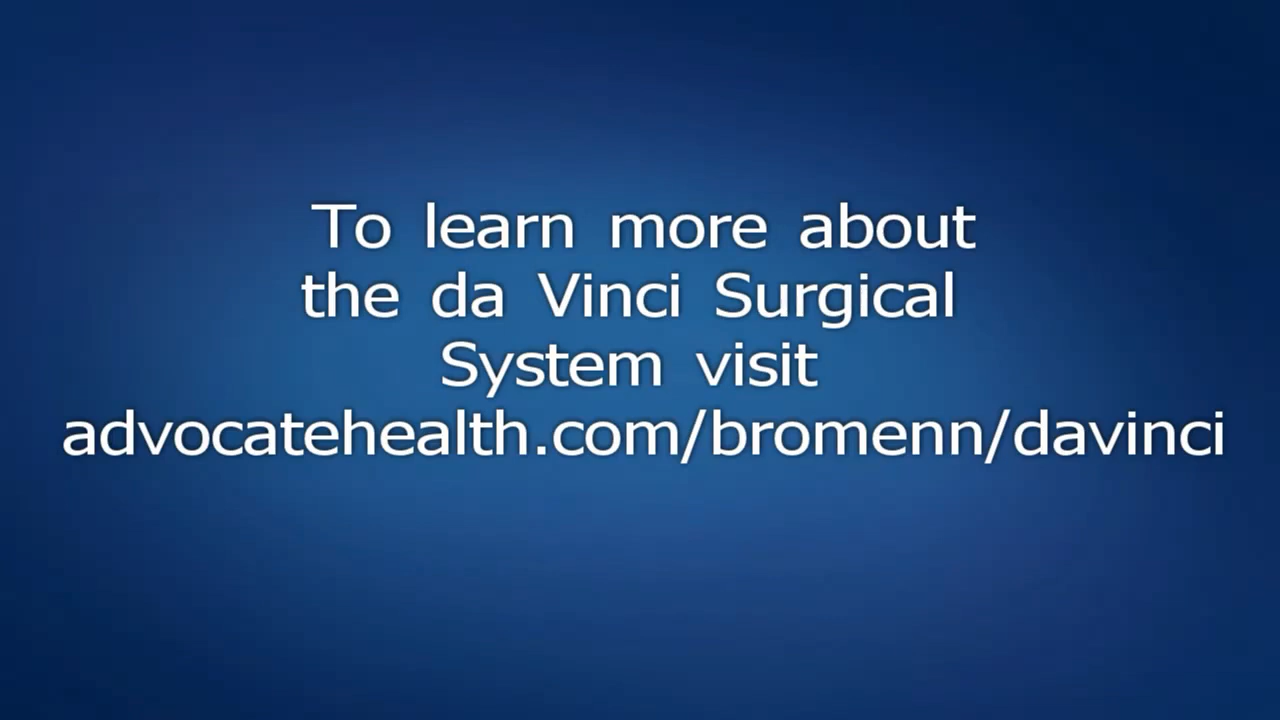 To learn more about
the da Vinci Surgical
System visit
advocatehealth.com/bromenn/davinci